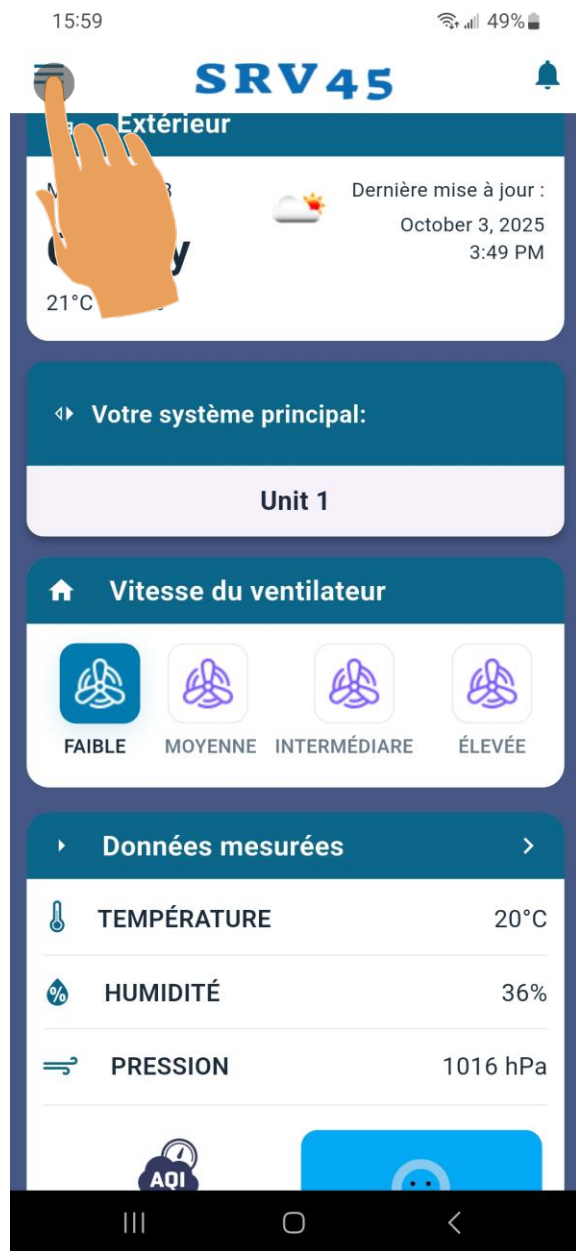 15:59
49%
SRV45
Extérieur
Dernière mise à jour :
October 3, 2025
3:49 PM
21°C
Votre système principal:
Unit 1
Vitesse du ventilateur
FAIBLE MOYENNE INTERMÉDIARE ÉLEVÉE
Données mesurées
TEMPÉRATURE 20°C
% HUMIDITÉ 36%
PRESSION 1016 hPa
AQI